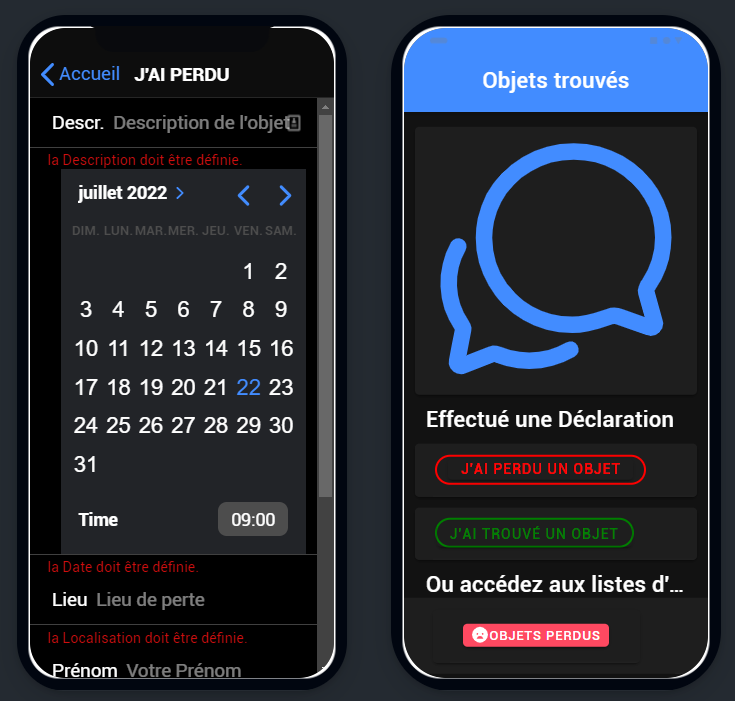 Accueil J'AI PERDU
Descr. Description de l'objet
la Description doit être définie.
juillet 2022
DIM. LUN. MAR. MER. JEU. VEN. SAM.
1 2
3 4 5 6 7 8 9
10 11 12 13 14 15 16
17 18 19 20 21 22 23
24 25 26 27 28 29 30
31
Time 09:00
la Date doit être définie.
Lieu Lieu de perte
la Localisation doit être définie.
Prénom Votre Prénom
Objets trouvés
Effectué une Déclaration
J'AI PERDU UN OBJET
J'AI TROUVÉ UN OBJET
Ou accédez aux listes d'...
OBJETS PERDUS